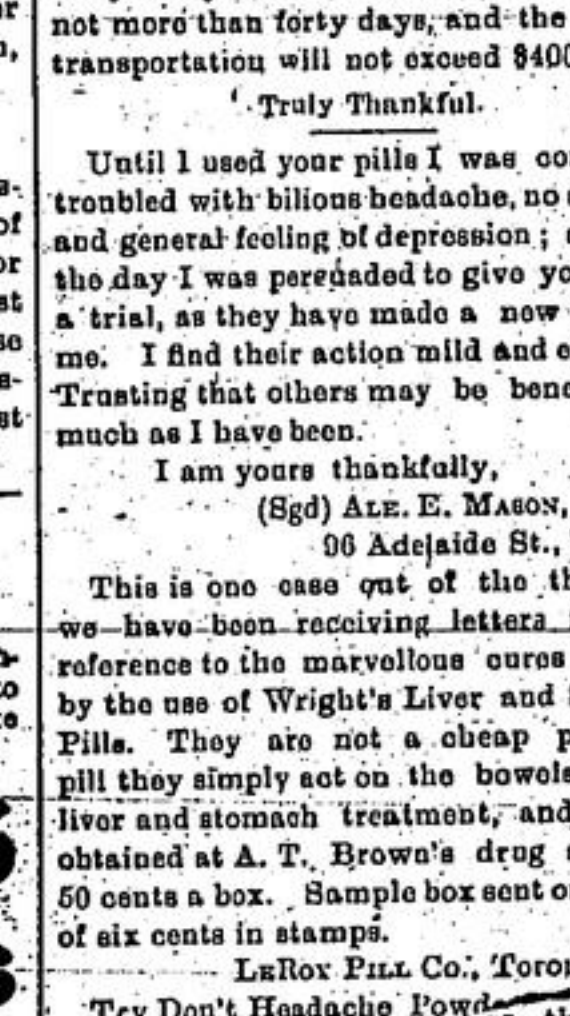 not more than forty days, and the
transportation will not exceed $400
Truly Thankful.
Until I used your pills I was co
troubled with bilious headache, no
and general feeling of depression ;
the day I was persuaded to give yo
a trial, as they have made a new
me. I find their action mild and e
Trusting that others may be bene
much as I have been.
I am yours thankfully,
(Sgd) ALE. E. MASON,
96 Adelaide St.,
This is one case out of the th
we have been receiving letters
reference to the marvellous cures
by the use of Wright's Liver and
Pills. They are not a cheap p
pill they simply act on the bowels
liver and stomach treatment, and
obtained at A. T. Brown's drug s
50 cents a box. Sample box sent o
of six cents in stamps.
LEROY PILL CO., Toron
Try Don't Headache Powd